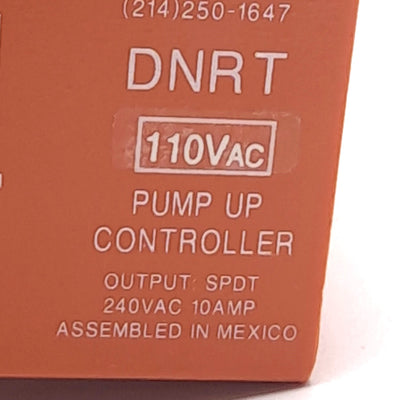 (214)250-1647
DNRT
110VAC
PUMP UP
CONTROLLER
OUTPUT: SPDT
240VAC 10AMP
ASSEMBLED IN MEXICO